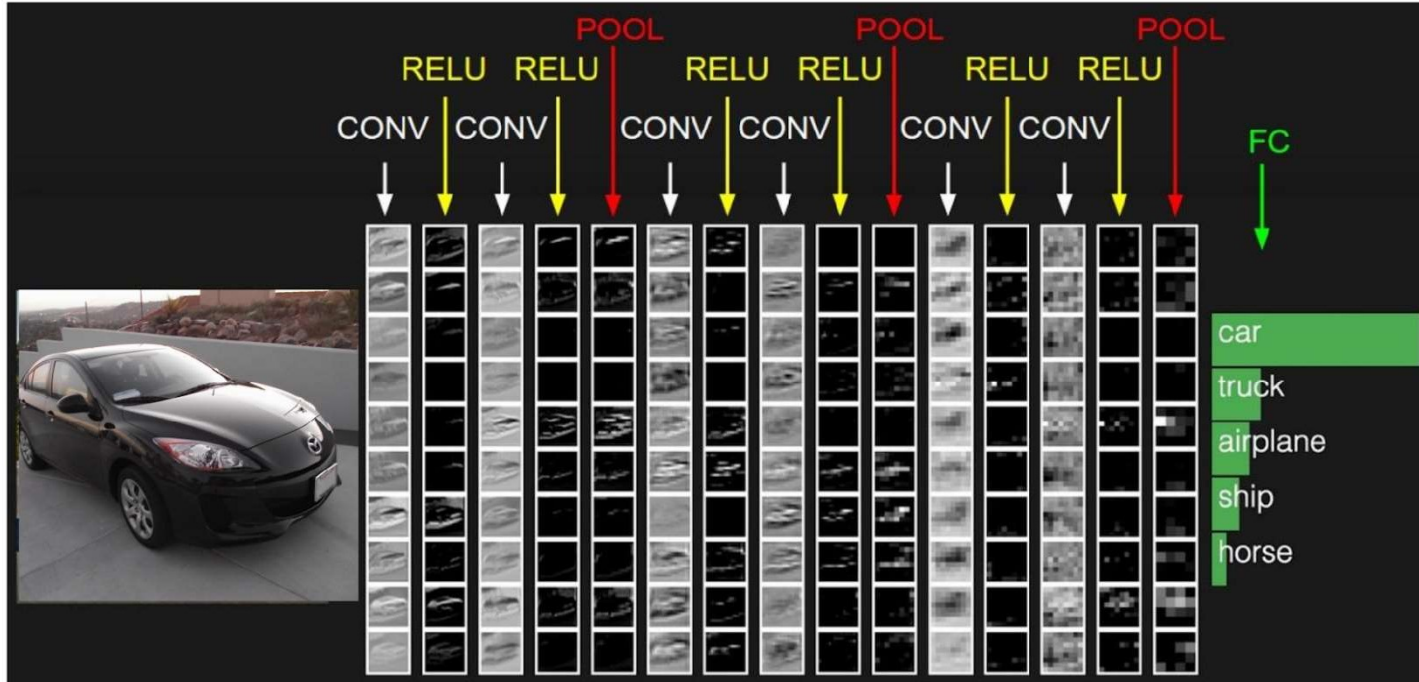 POOL POOL POOL
RELU RELU RELU RELU RELU RELU
CONV CONV CONV CONV CONV CONV
FC
car
truck
airplane
ship
horse